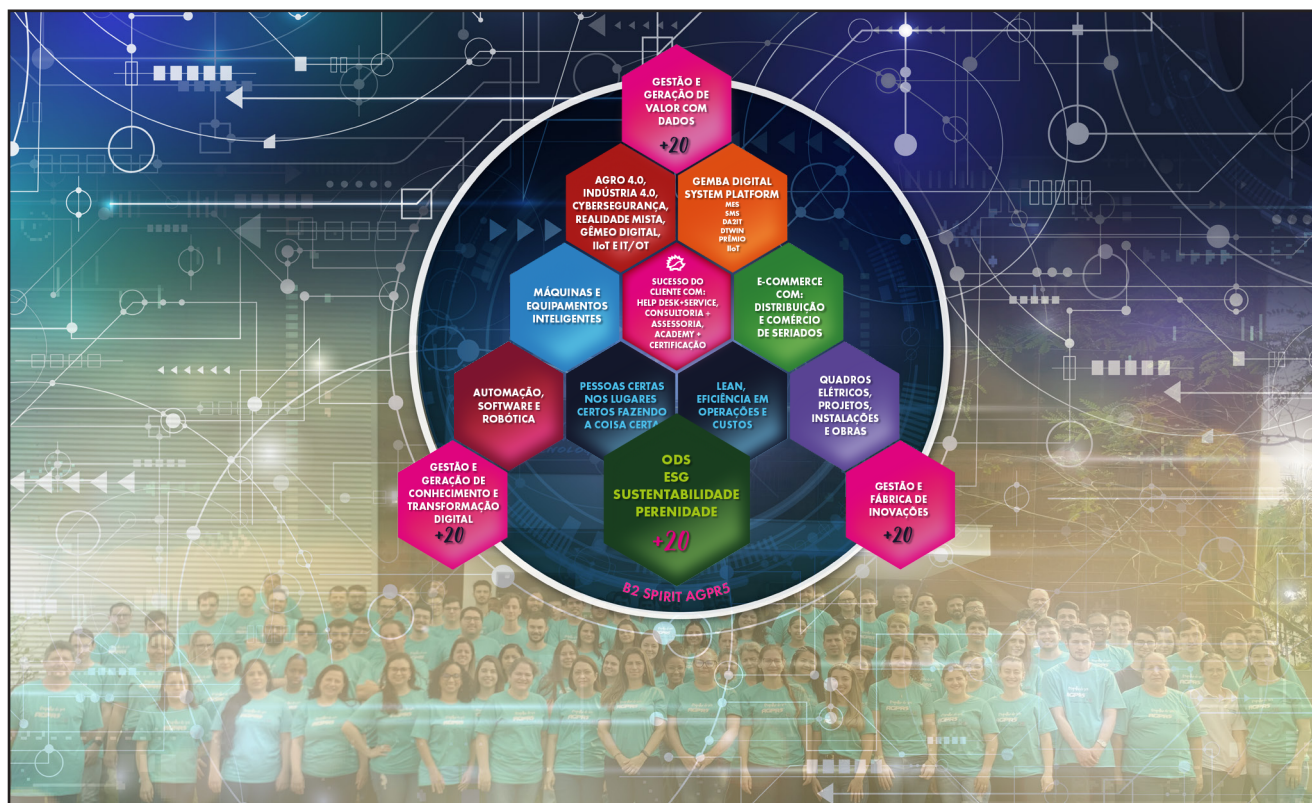 GESTÃO E
GERAÇÃO DE
VALOR COM
DADOS
+20
AGRO 4.0,
INDÚSTRIA 4.0,
CYBERSEGURANÇA,
REALIDADE MISTA,
GÊMEO DIGITAL,
IIoT E IT/OT
GEMBA DIGITAL
SYSTEM PLATFORM
MES
SMS
DA2IT
DTWIN
PRÊMIO
IIoT
MÁQUINAS E
EQUIPAMENTOS
INTELIGENTES
SUCESSO DO
CLIENTE COM:
HELP DESK+SERVICE,
CONSULTORIA +
ASSESSORIA,
ACADEMY +
CERTIFICAÇÃO
E-COMMERCE
COM:
DISTRIBUIÇÃO
E COMÉRCIO
DE SERIADOS
AUTOMAÇÃO,
SOFTWARE E
ROBÓTICA
PESSOAS CERTAS
NOS LUGARES
CERTOS FAZENDO
A COISA CERTA
LEAN,
EFICIÊNCIA EM
OPERAÇÕES E
CUSTOS
QUADROS
ELÉTRICOS,
PROJETOS,
INSTALAÇÕES
E OBRAS
GESTÃO E
GERAÇÃO DE
CONHECIMENTO E
TRANSFORMAÇÃO
DIGITAL
+20
ODS
ESG
SUSTENTABILIDADE
PERENIDADE
+20
GESTÃO E
FÁBRICA DE
INOVAÇÕES
+20
B2 SPIRIT AGPR5